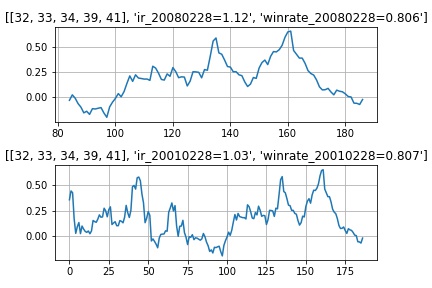 [[32, 33, 34, 39, 41], 'ir_20080228=1.12', 'winrate_20080228=0.806']
0.50
0.25
0.00
80 100 120 140 160 180
[[32, 33, 34, 39, 41], 'ir_20010228=1.03', 'winrate_20010228=0.807']
0.50
0.25
0.00
0 25 50 75 100 125 150 175